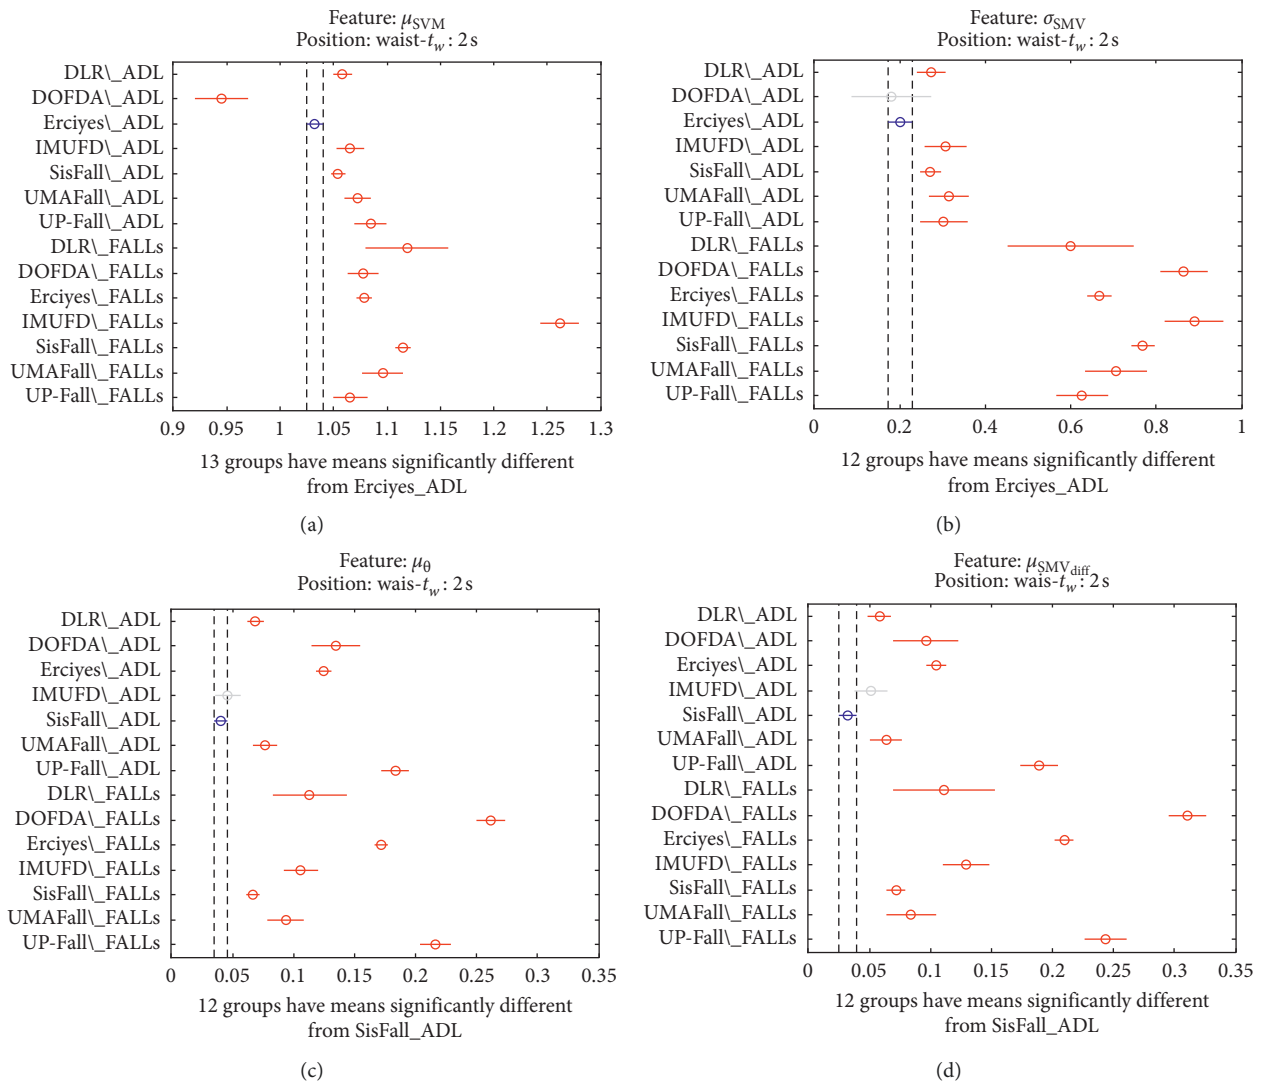 Feature: μSVM
Position: waist-tw: 2 s
DLR\_ADL
DOFDA\_ADL
Erciyes\_ADL
IMUFD\_ADL
SisFall\_ADL
UMAFall\_ADL
UP-Fall\_ADL
DLR\_FALLs
DOFDA\_FALLs
Erciyes\_FALLs
IMUFD\_FALLs
SisFall\_FALLs
UMAFall\_FALLs
UP-Fall\_FALLs
0.9 0.95 1 1.05 1.1 1.15 1.2 1.25 1.3
13 groups have means significantly different
from Erciyes_ADL
(a)
Feature: σSMV
Position: waist-tw: 2 s
DLR\_ADL
DOFDA\_ADL
Erciyes\_ADL
IMUFD\_ADL
SisFall\_ADL
UMAFall\_ADL
UP-Fall\_ADL
DLR\_FALLs
DOFDA\_FALLs
Erciyes\_FALLs
IMUFD\_FALLs
SisFall\_FALLs
UMAFall\_FALLs
UP-Fall\_FALLs
0 0.2 0.4 0.6 0.8 1
12 groups have means significantly different
from Erciyes_ADL
(b)
Feature: μθ
Position: wais-tw: 2 s
DLR\_ADL
DOFDA\_ADL
Erciyes\_ADL
IMUFD\_ADL
SisFall\_ADL
UMAFall\_ADL
UP-Fall\_ADL
DLR\_FALLs
DOFDA\_FALLs
Erciyes\_FALLs
IMUFD\_FALLs
SisFall\_FALLs
UMAFall\_FALLs
UP-Fall\_FALLs
0 0.05 0.1 0.15 0.2 0.25 0.3 0.35
12 groups have means significantly different
from SisFall_ADL
(c)
Feature: μSMVdiff
Position: wais-tw: 2 s
DLR\_ADL
DOFDA\_ADL
Erciyes\_ADL
IMUFD\_ADL
SisFall\_ADL
UMAFall\_ADL
UP-Fall\_ADL
DLR\_FALLs
DOFDA\_FALLs
Erciyes\_FALLs
IMUFD\_FALLs
SisFall\_FALLs
UMAFall\_FALLs
UP-Fall\_FALLs
0 0.05 0.1 0.15 0.2 0.25 0.3 0.35
12 groups have means significantly different
from SisFall_ADL
(d)